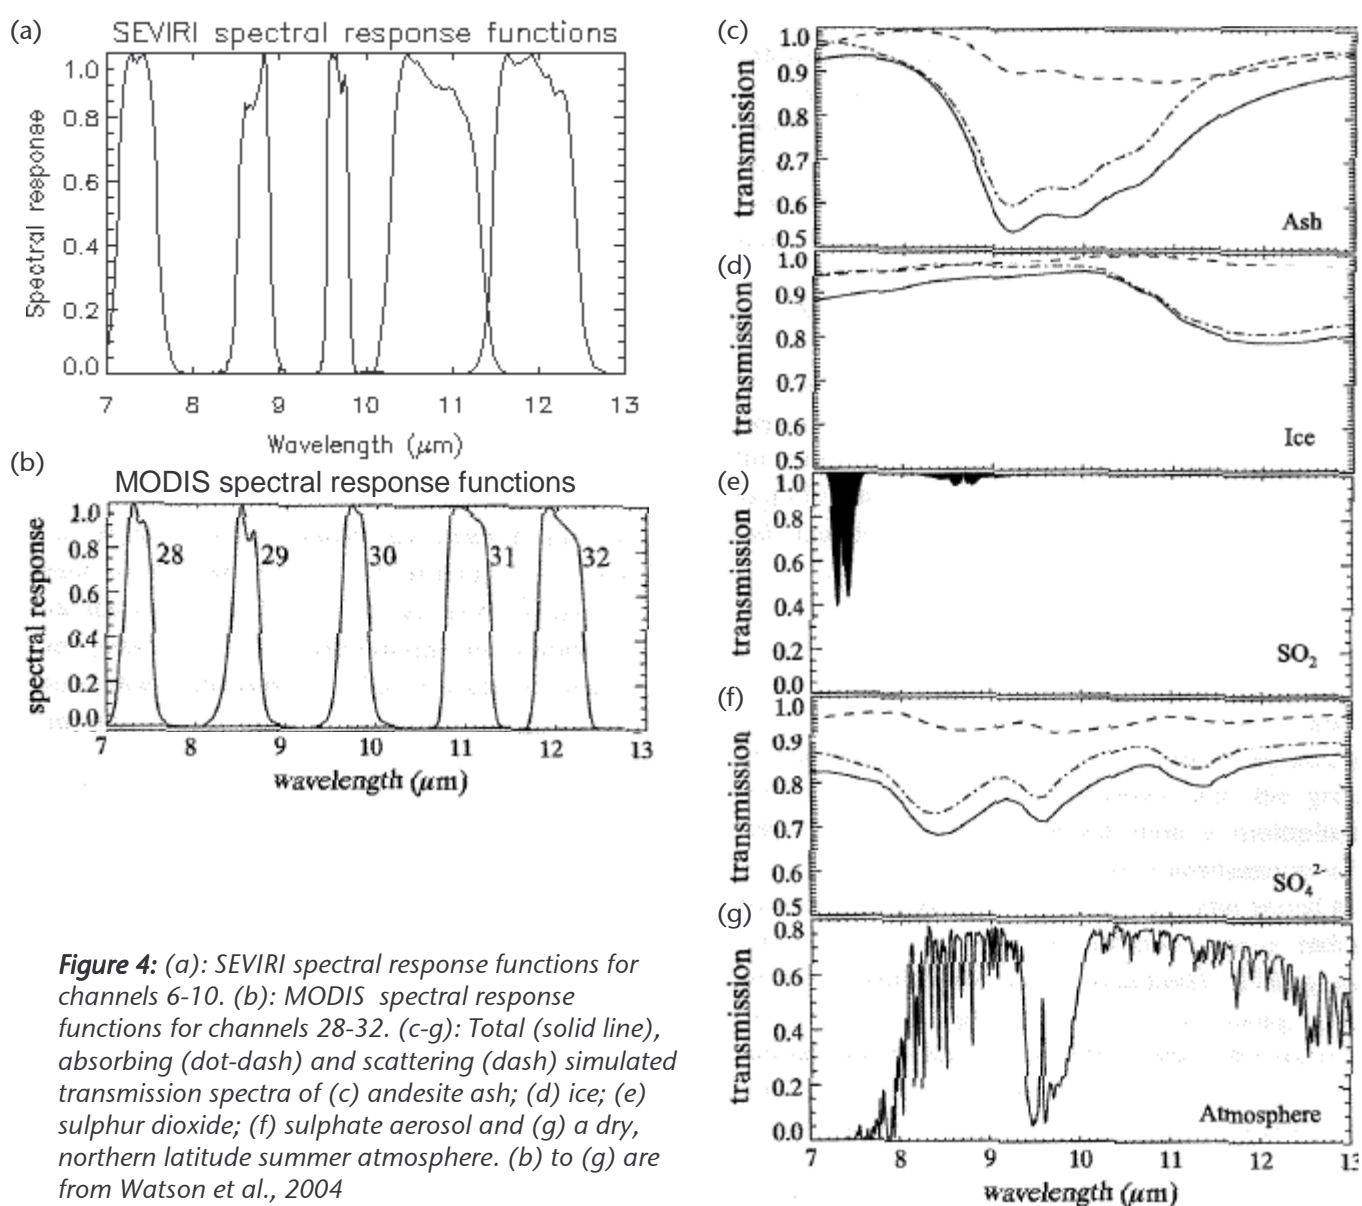 (a)
SEVIRI spectral response functions
1.0
0.8
0.6
0.4
0.2
0.0
Spectral response
7 8 9 10 11 12 13
Wavelength (μm)
(b)
MODIS spectral response functions
1.0
0.8
0.6
0.4
0.2
0.0
spectral response
28 29 30 31 32
7 8 9 10 11 12 13
wavelength (μm)
Figure 4: (a): SEVIRI spectral response functions for
channels 6-10. (b): MODIS spectral response
functions for channels 28-32. (c-g): Total (solid line),
absorbing (dot-dash) and scattering (dash) simulated
transmission spectra of (c) andesite ash; (d) ice; (e)
sulphur dioxide; (f) sulphate aerosol and (g) a dry,
northern latitude summer atmosphere. (b) to (g) are
from Watson et al., 2004
(c)
1.0
0.9
0.8
0.7
0.6
0.5
transmission
Ash
(d)
1.0
0.9
0.8
0.7
0.6
0.5
transmission
Ice
(e)
0.8
0.6
0.4
0.2
0.0
transmission
SO₂
(f)
1.0
0.9
0.8
0.7
0.6
0.5
transmission
SO₄²⁻
(g)
0.8
0.6
0.4
0.2
0.0
transmission
Atmosphere
7 8 9 10 11 12 13
wavelength (μm)